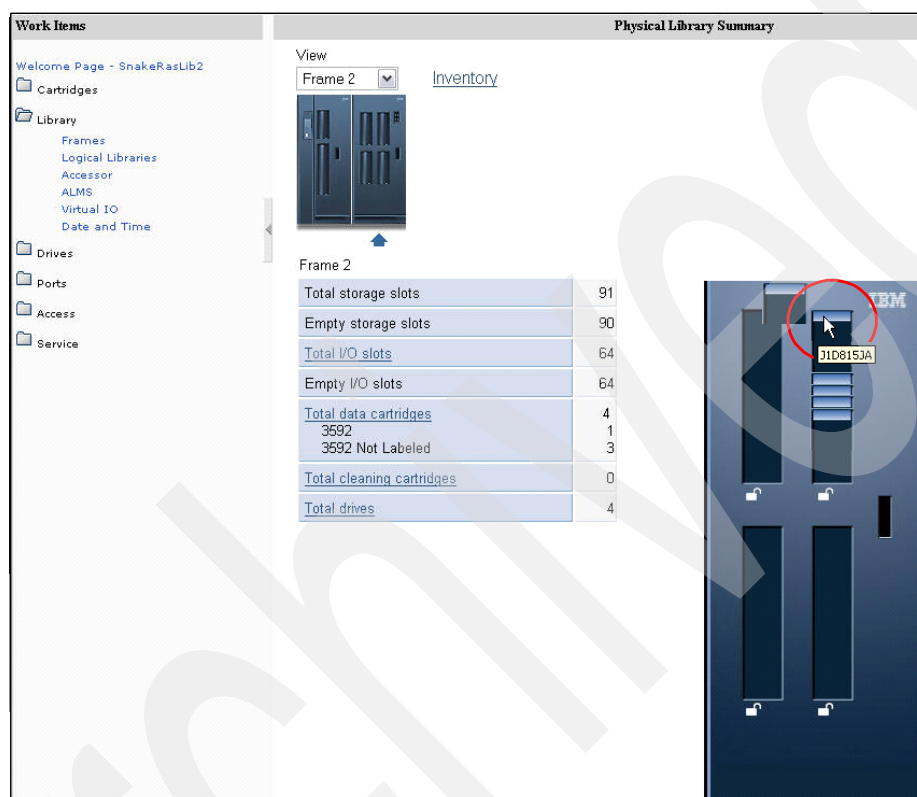 Work Items
Physical Library Summary
Welcome Page - SnakeRasLib2
Cartridges
Library
Frames
Logical Libraries
Accessor
ALMS
Virtual IO
Date and Time
Drives
Ports
Access
Service
View
Frame 2 Inventory
Frame 2
Total storage slots 91
Empty storage slots 90
Total I/O slots 64
Empty I/O slots 64
Total data cartridges 4
3592 1
3592 Not Labeled 3
Total cleaning cartridges 0
Total drives 4
IBM
J1D815JA